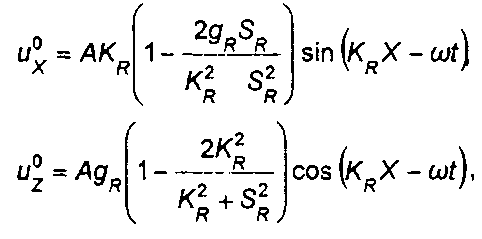 u_X^0 = AK_R(1 - 2g_R S_R / K_R^2 S_R^2) sin (K_R X - ωt)
u_Z^0 = Ag_R(1 - 2K_R^2 / K_R^2 + S_R^2) cos (K_R X - ωt),